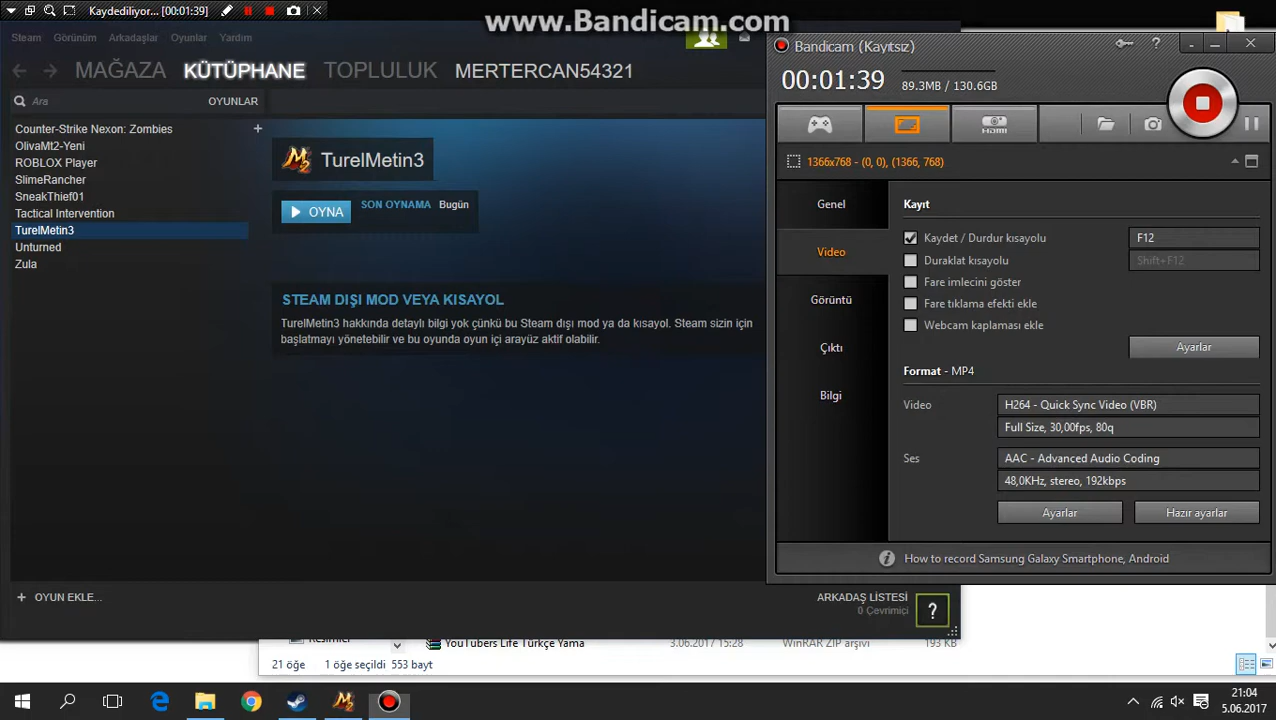 Kaydediliyor... [00:01:39]
www.Bandicam.com
Steam Görünüm Arkadaşlar Oyunlar Yardım
MAĞAZA KÜTÜPHANE TOPLULUK MERTERCAN54321
Ara OYUNLAR
Counter-Strike Nexon: Zombies
OlivaMt2-Yeni
ROBLOX Player
SlimeRancher
SneakThief01
Tactical Intervention
TurelMetin3
Unturned
Zula
TurelMetin3
OYNA SON OYNAMA Bugün
STEAM DIŞI MOD VEYA KISAYOL
TurelMetin3 hakkında detaylı bilgi yok çünkü bu Steam dışı mod ya da kısayol. Steam sizin için
başlatmayı yönetebilir ve bu oyunda oyun içi arayüz aktif olabilir.
+ OYUN EKLE...
ARKADAŞ LİSTESİ
0 Çevrimiçi
?
Bandicam (Kayıtsız)
?
00:01:39 89.3MB / 130.6GB
HDMI
1366x768 - (0, 0), (1366, 768)
Genel
Video
Görüntü
Çıktı
Bilgi
Kayıt
Kaydet / Durdur kısayolu F12
Duraklat kısayolu Shift+F12
Fare imlecini göster
Fare tıklama efekti ekle
Webcam kaplaması ekle
Ayarlar
Format - MP4
Video H264 - Quick Sync Video (VBR)
Full Size, 30,00fps, 80q
Ses AAC - Advanced Audio Coding
48,0KHz, stereo, 192kbps
Ayarlar Hazır ayarlar
How to record Samsung Galaxy Smartphone, Android
Resimler YouTubers Life Türkçe Yama 3.06.2017 15:28 WinRAR ZIP arşivi 193 KB
21 öğe 1 öğe seçildi 553 bayt
21:04
5.06.2017